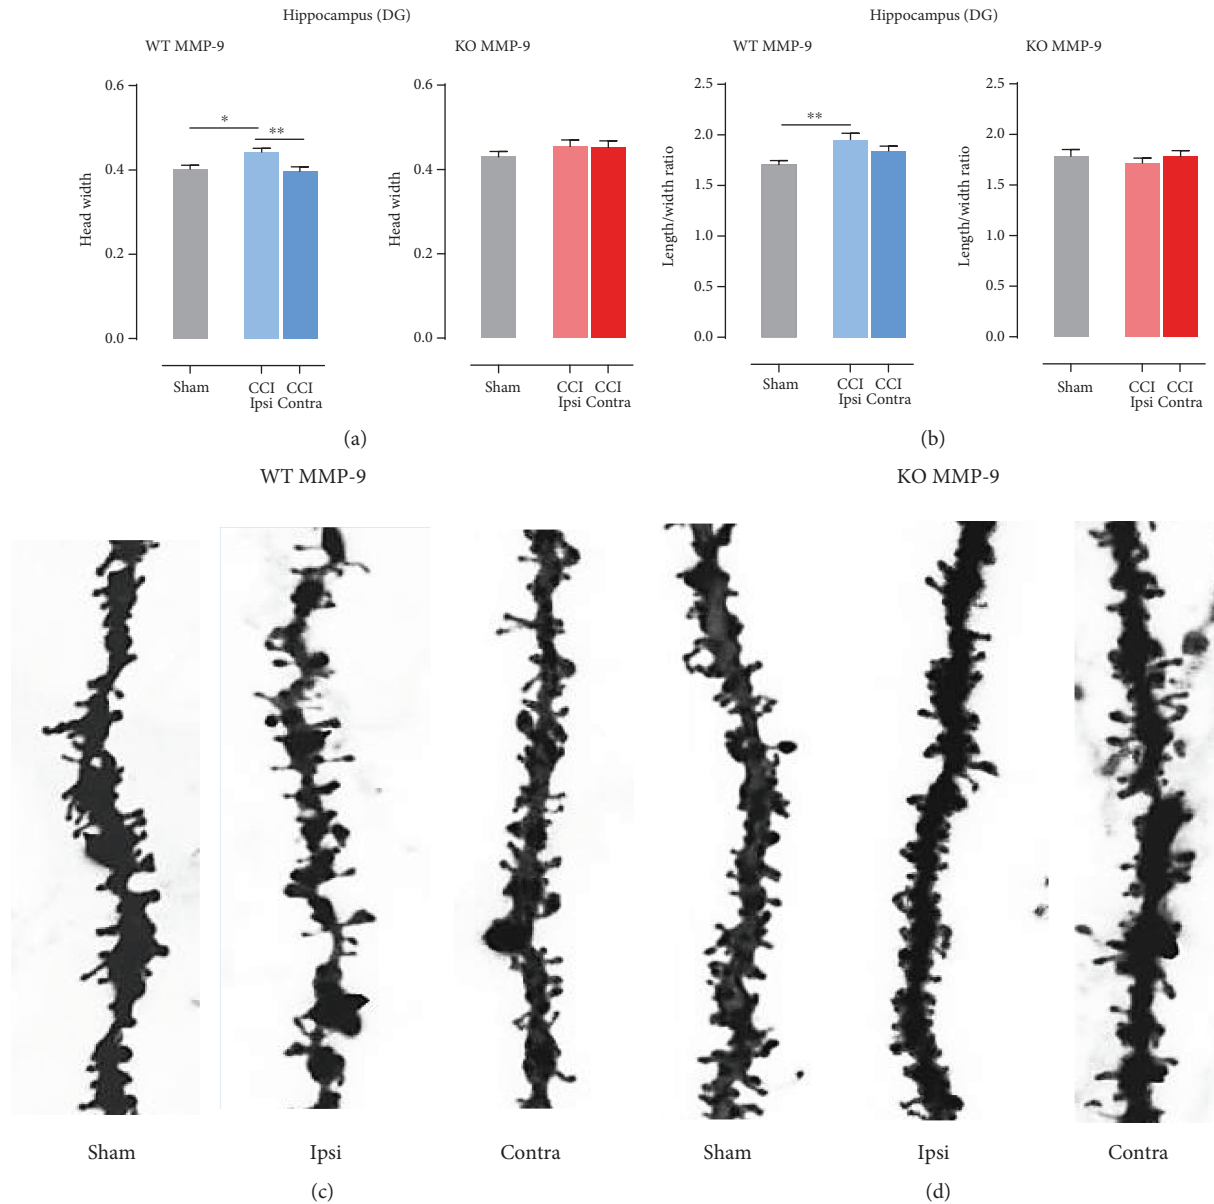 Hippocampus (DG)
Hippocampus (DG)
WT MMP-9
KO MMP-9
WT MMP-9
KO MMP-9
0.6
0.4
0.2
0.0
Head width
*
**
Sham
CCI CCI
Ipsi Contra
0.6
0.4
0.2
0.0
Head width
Sham
CCI CCI
Ipsi Contra
(a)
2.5
2.0
1.5
1.0
0.5
0.0
Length/width ratio
**
Sham
CCI CCI
Ipsi Contra
2.5
2.0
1.5
1.0
0.5
0.0
Length/width ratio
Sham
CCI CCI
Ipsi Contra
(b)
WT MMP-9
KO MMP-9
Sham
Ipsi
Contra
Sham
Ipsi
Contra
(c)
(d)